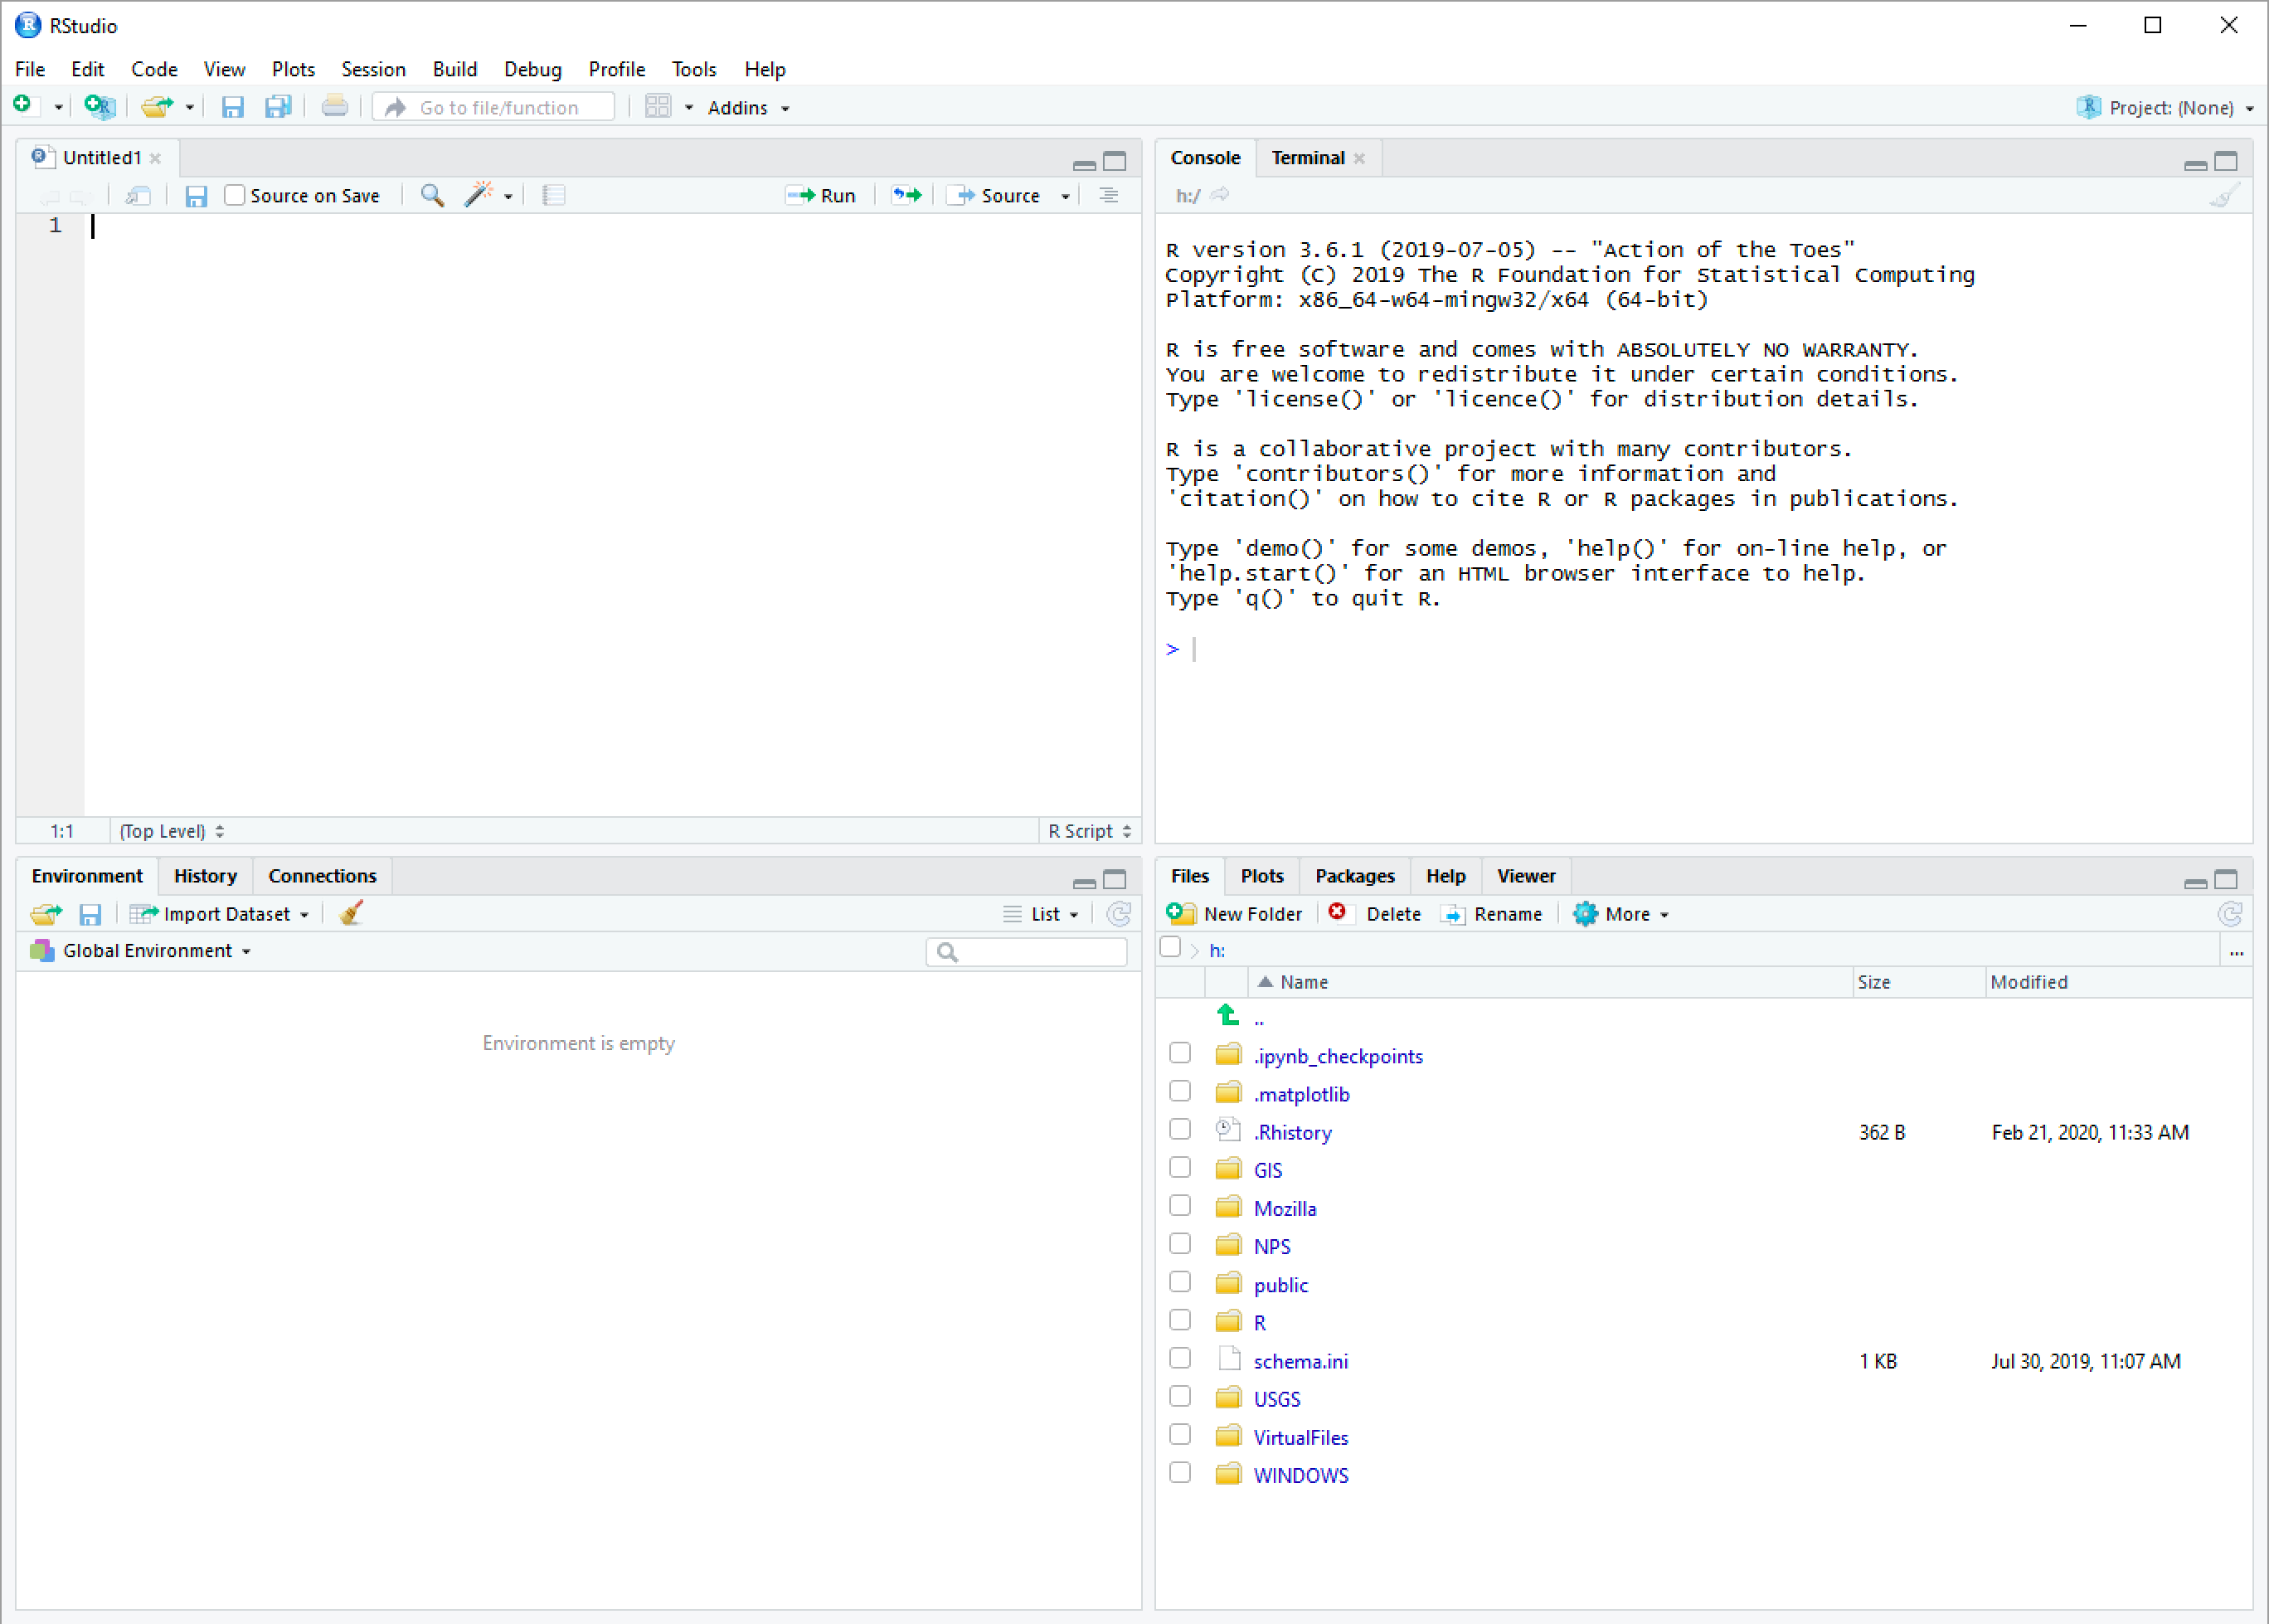 RStudio
File Edit Code View Plots Session Build Debug Profile Tools Help
Go to file/function Addins Project: (None)
Untitled1
Source on Save Run Source
1
1:1 (Top Level) R Script
Console Terminal
h:/
R version 3.6.1 (2019-07-05) -- "Action of the Toes"
Copyright (C) 2019 The R Foundation for Statistical Computing
Platform: x86_64-w64-mingw32/x64 (64-bit)
R is free software and comes with ABSOLUTELY NO WARRANTY.
You are welcome to redistribute it under certain conditions.
Type 'license()' or 'licence()' for distribution details.
R is a collaborative project with many contributors.
Type 'contributors()' for more information and
'citation()' on how to cite R or R packages in publications.
Type 'demo()' for some demos, 'help()' for on-line help, or
'help.start()' for an HTML browser interface to help.
Type 'q()' to quit R.
>
Environment History Connections
Import Dataset List
Global Environment
Environment is empty
Files Plots Packages Help Viewer
New Folder Delete Rename More
h: ...
Name Size Modified
..
.ipynb_checkpoints
.matplotlib
.Rhistory 362 B Feb 21, 2020, 11:33 AM
GIS
Mozilla
NPS
public
R
schema.ini 1 KB Jul 30, 2019, 11:07 AM
USGS
VirtualFiles
WINDOWS